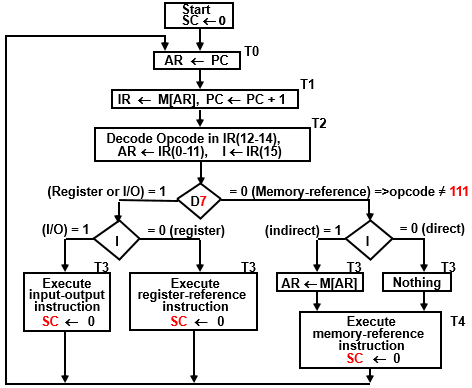 Start
SC ← 0
T0
AR ← PC
T1
IR ← M[AR], PC ← PC + 1
T2
Decode Opcode in IR(12-14),
AR ← IR(0-11), I ← IR(15)
(Register or I/O) = 1
D7
= 0 (Memory-reference) =>opcode ≠ 111
(I/O) = 1
I
= 0 (register)
(indirect) = 1
I
= 0 (direct)
T3
Execute
input-output
instruction
SC ← 0
T3
Execute
register-reference
instruction
SC ← 0
T3
AR ← M[AR]
T3
Nothing
T4
Execute
memory-reference
instruction
SC ← 0